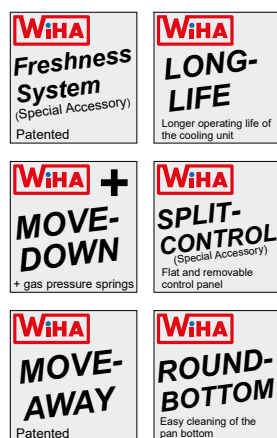 WiHA
Freshness
System
(Special Accessory)
Patented
WiHA
LONG-
LIFE
Longer operating life of
the cooling unit
WiHA +
MOVE-
DOWN
+ gas pressure springs
WiHA
SPLIT-
CONTROL
(Special Accessory)
Flat and removable
control panel
WiHA
MOVE-
AWAY
Patented
WiHA
ROUND-
BOTTOM
Easy cleaning of the
pan bottom